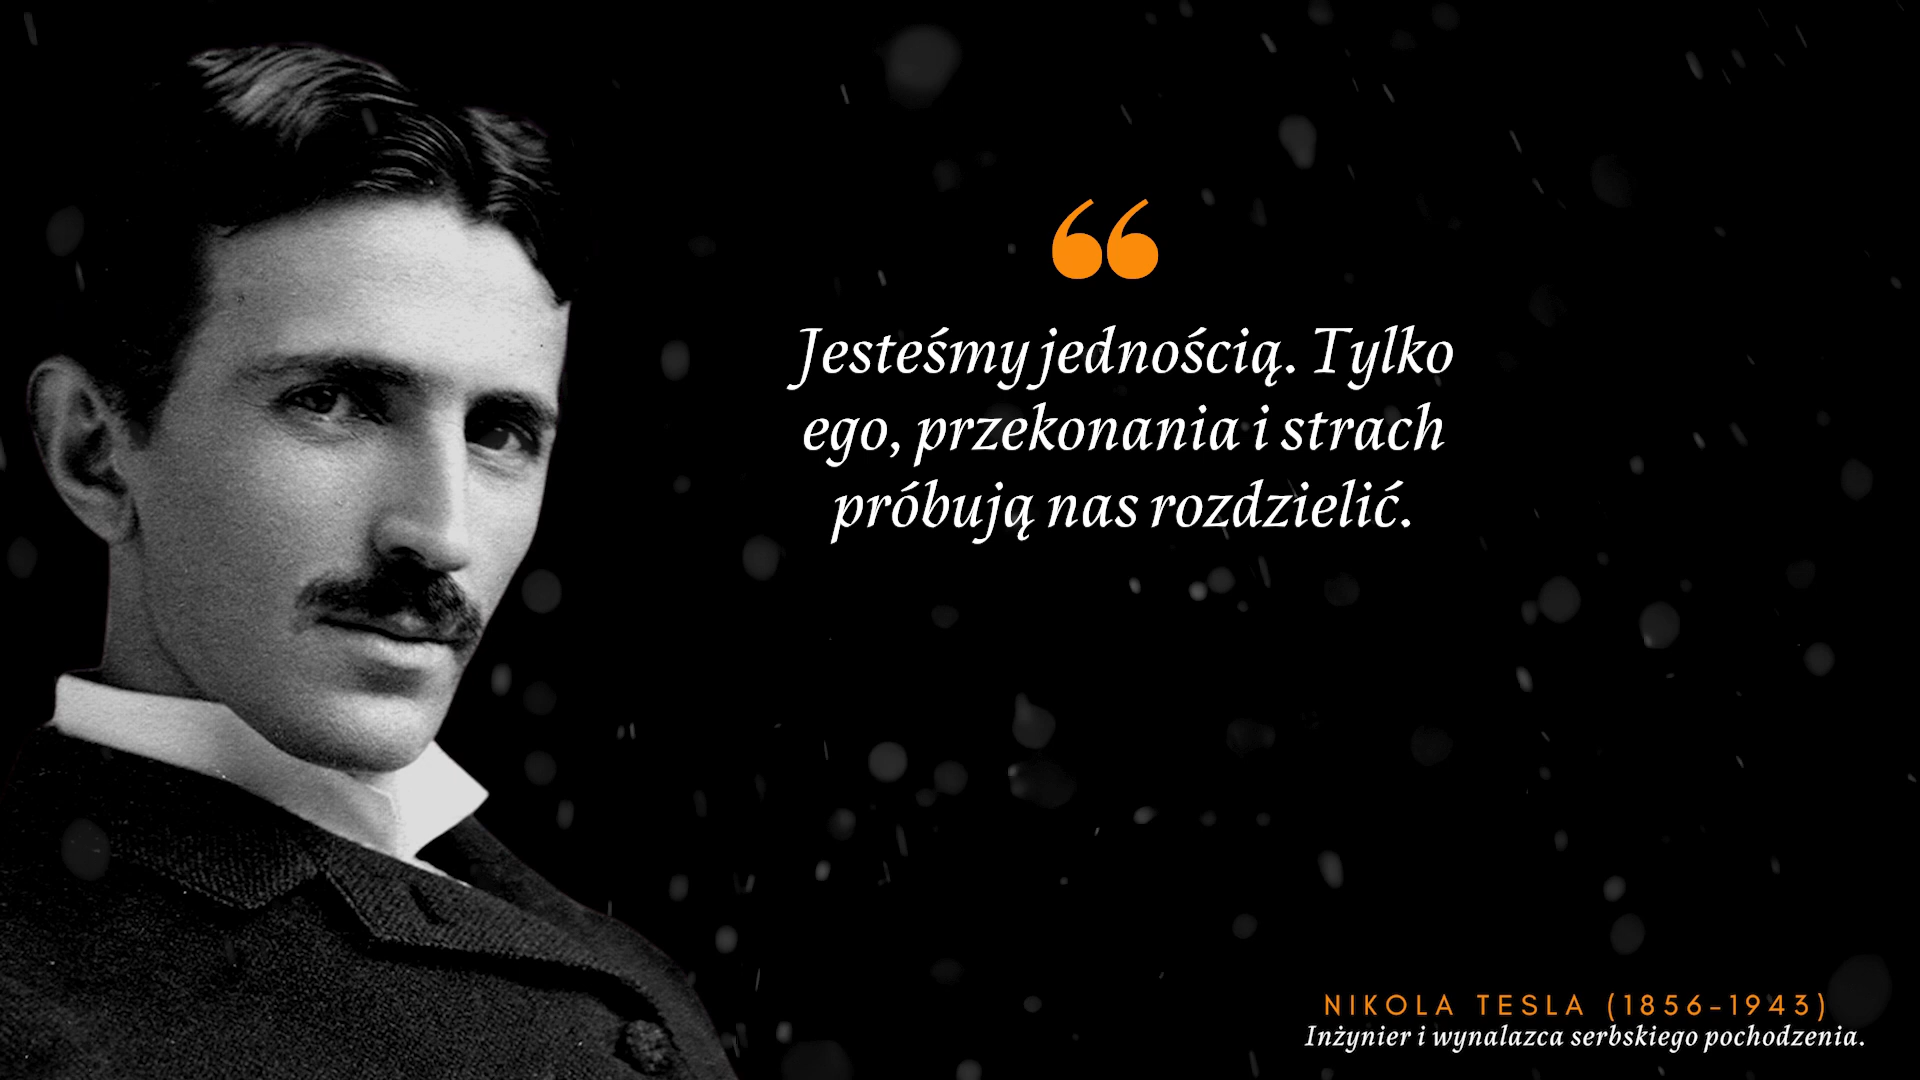 “
Jesteśmy jednością. Tylko
ego, przekonania i strach
próbują nas rozdzielić.
NIKOLA TESLA (1856-1943)
Inżynier i wynalazca serbskiego pochodzenia.